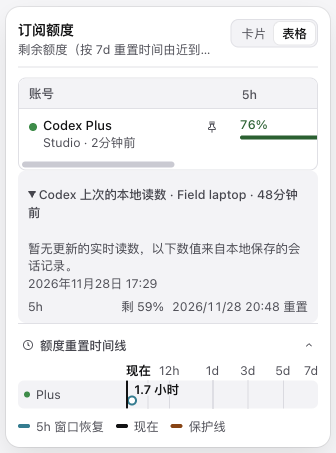 订阅额度
卡片 表格
剩余额度（按 7d 重置时间由近到...
账号 5h
Codex Plus 76%
Studio · 2分钟前
▼Codex 上次的本地读数 · Field laptop · 48分钟
前
暂无更新的实时读数，以下数值来自本地保存的会
话记录。
2026年11月28日 17:29
5h 剩 59% 2026/11/28 20:48 重置
额度重置时间线
现在 12h 1d 3d 5d 7d
Plus 1.7 小时
5h 窗口恢复 现在 保护线